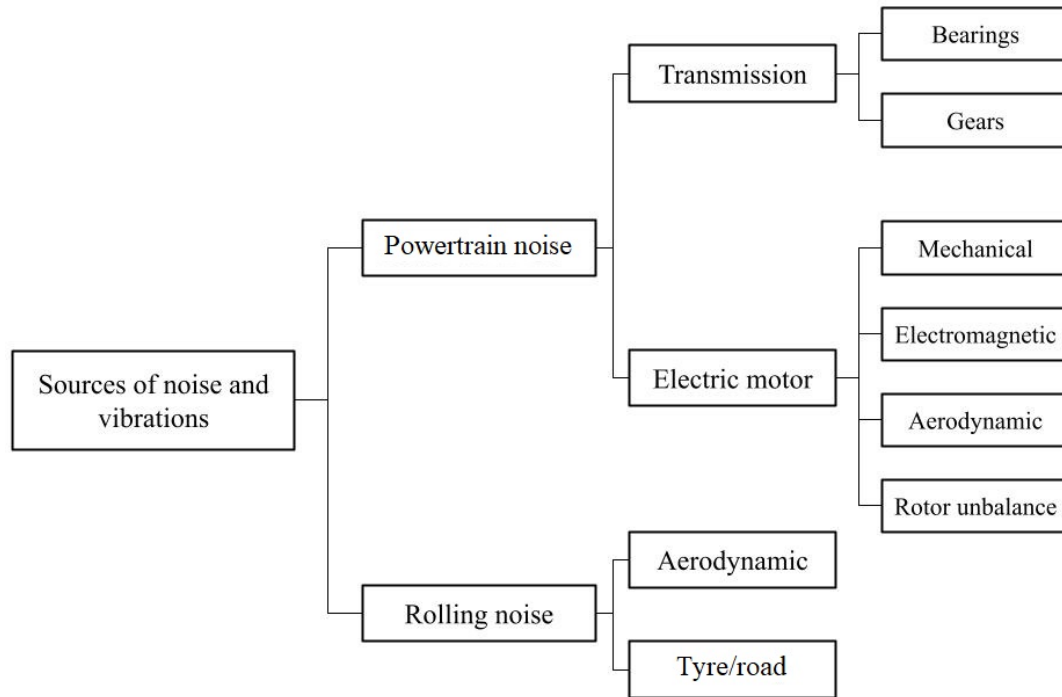 Bearings
Transmission
Gears
Powertrain noise
Mechanical
Electromagnetic
Sources of noise and
vibrations
Electric motor
Aerodynamic
Rotor unbalance
Aerodynamic
Rolling noise
Tyre/road